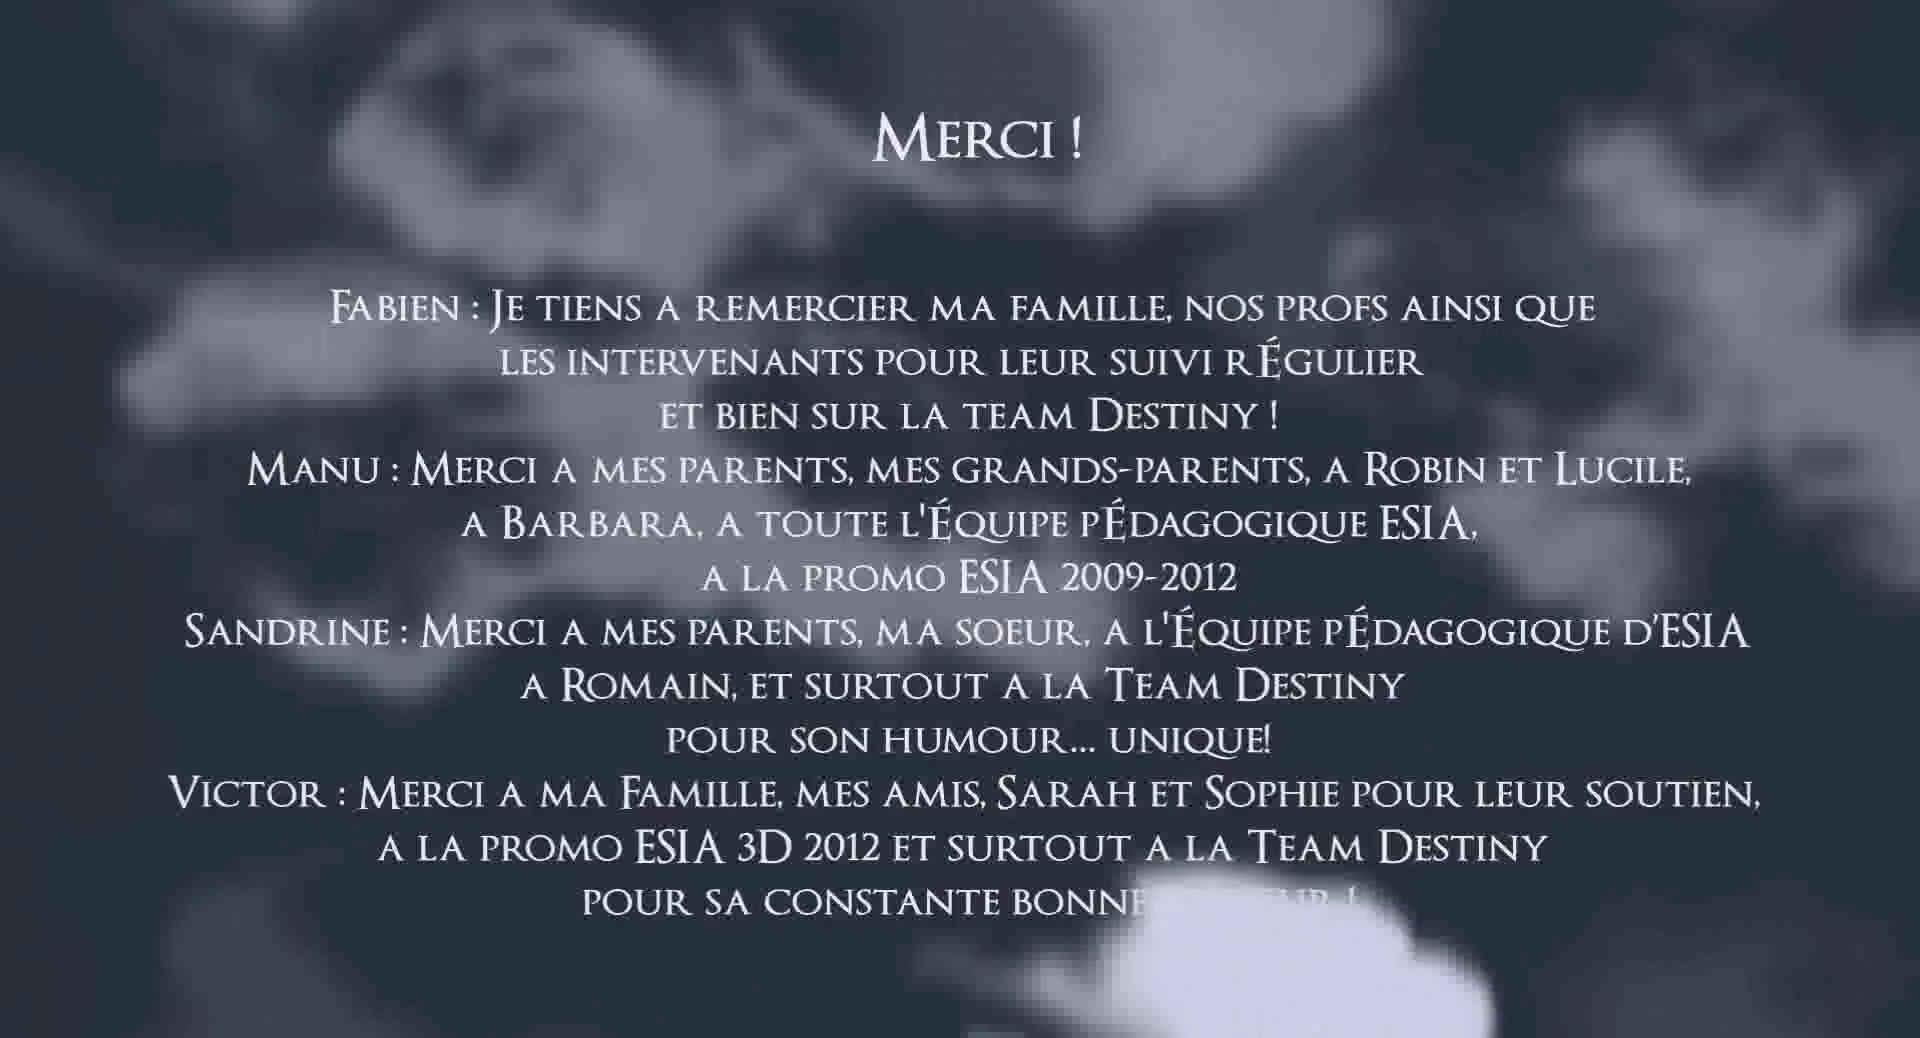 Merci !
Fabien : Je tiens a remercier ma famille, nos profs ainsi que
les intervenants pour leur suivi rÉgulier
et bien sur la team Destiny !
Manu : Merci a mes parents, mes grands-parents, a Robin et Lucile,
a Barbara, a toute l'Équipe pÉdagogique ESIA,
a la promo ESIA 2009-2012
Sandrine : Merci a mes parents, ma soeur, a l'Équipe pÉdagogique d'ESIA
a Romain, et surtout a la Team Destiny
pour son humour... unique!
Victor : Merci a ma Famille, mes amis, Sarah et Sophie pour leur soutien,
a la promo ESIA 3D 2012 et surtout a la Team Destiny
pour sa constante bonne